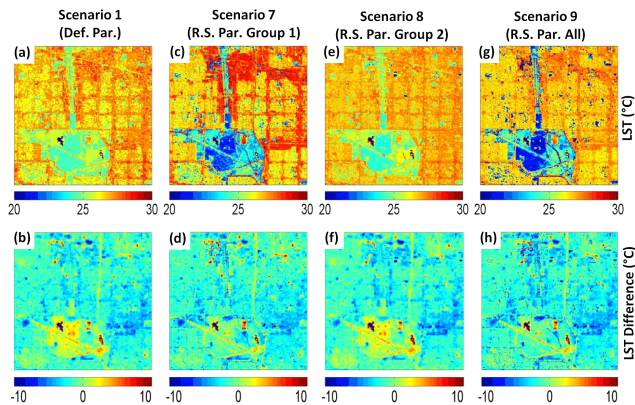 Scenario 1
(Def. Par.)
Scenario 7
(R.S. Par. Group 1)
Scenario 8
(R.S. Par. Group 2)
Scenario 9
(R.S. Par. All)
(a)
(c)
(e)
(g)
LST (°C)
20 25 30
20 25 30
20 25 30
20 25 30
(b)
(d)
(f)
(h)
LST Difference (°C)
-10 0 10
-10 0 10
-10 0 10
-10 0 10